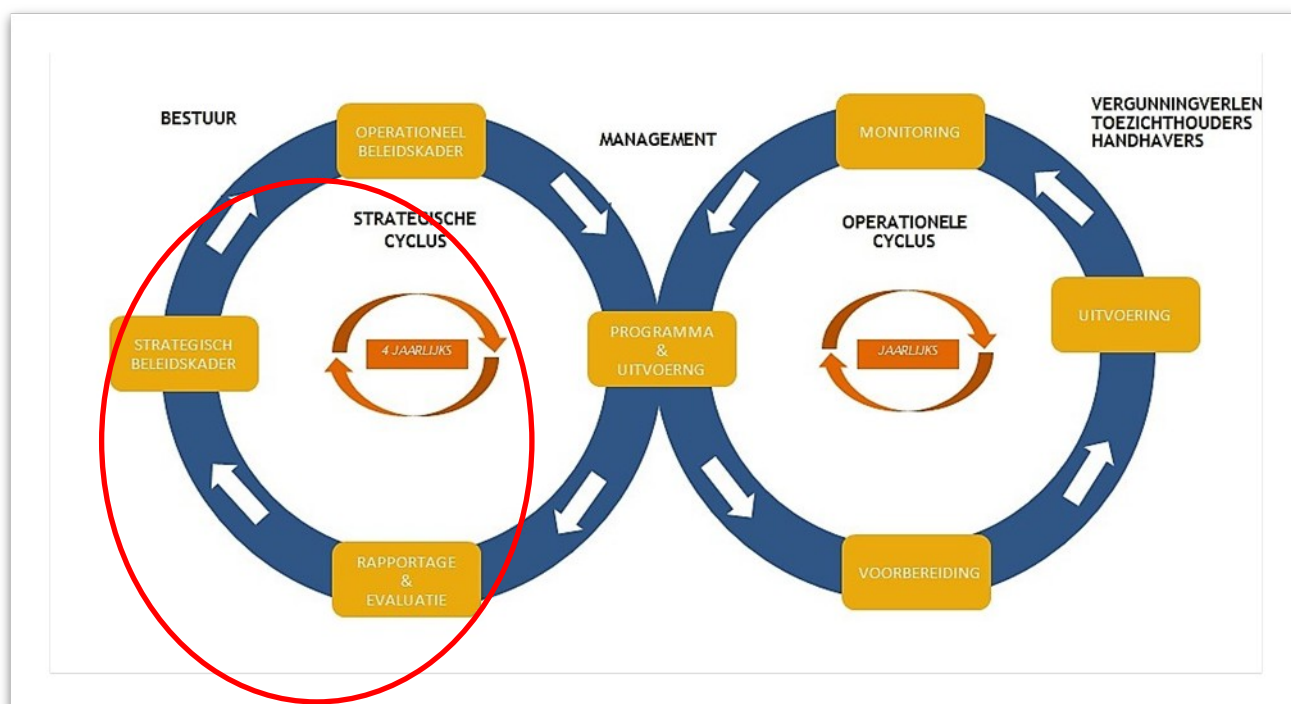 BESTUUR
OPERATIONEEL
BELEIDSKADER
MANAGEMENT
MONITORING
VERGUNNINGVERLEN
TOEZICHTHOUDERS
HANDHAVERS
STRATEGISCHE
CYCLUS
OPERATIONELE
CYCLUS
STRATEGISCH
BELEIDSKADER
4 JAARLIJKS
PROGRAMMA
&
UITVOERNG
JAARLIJKS
UITVOERING
RAPPORTAGE
&
EVALUATIE
VOORBEREIDING